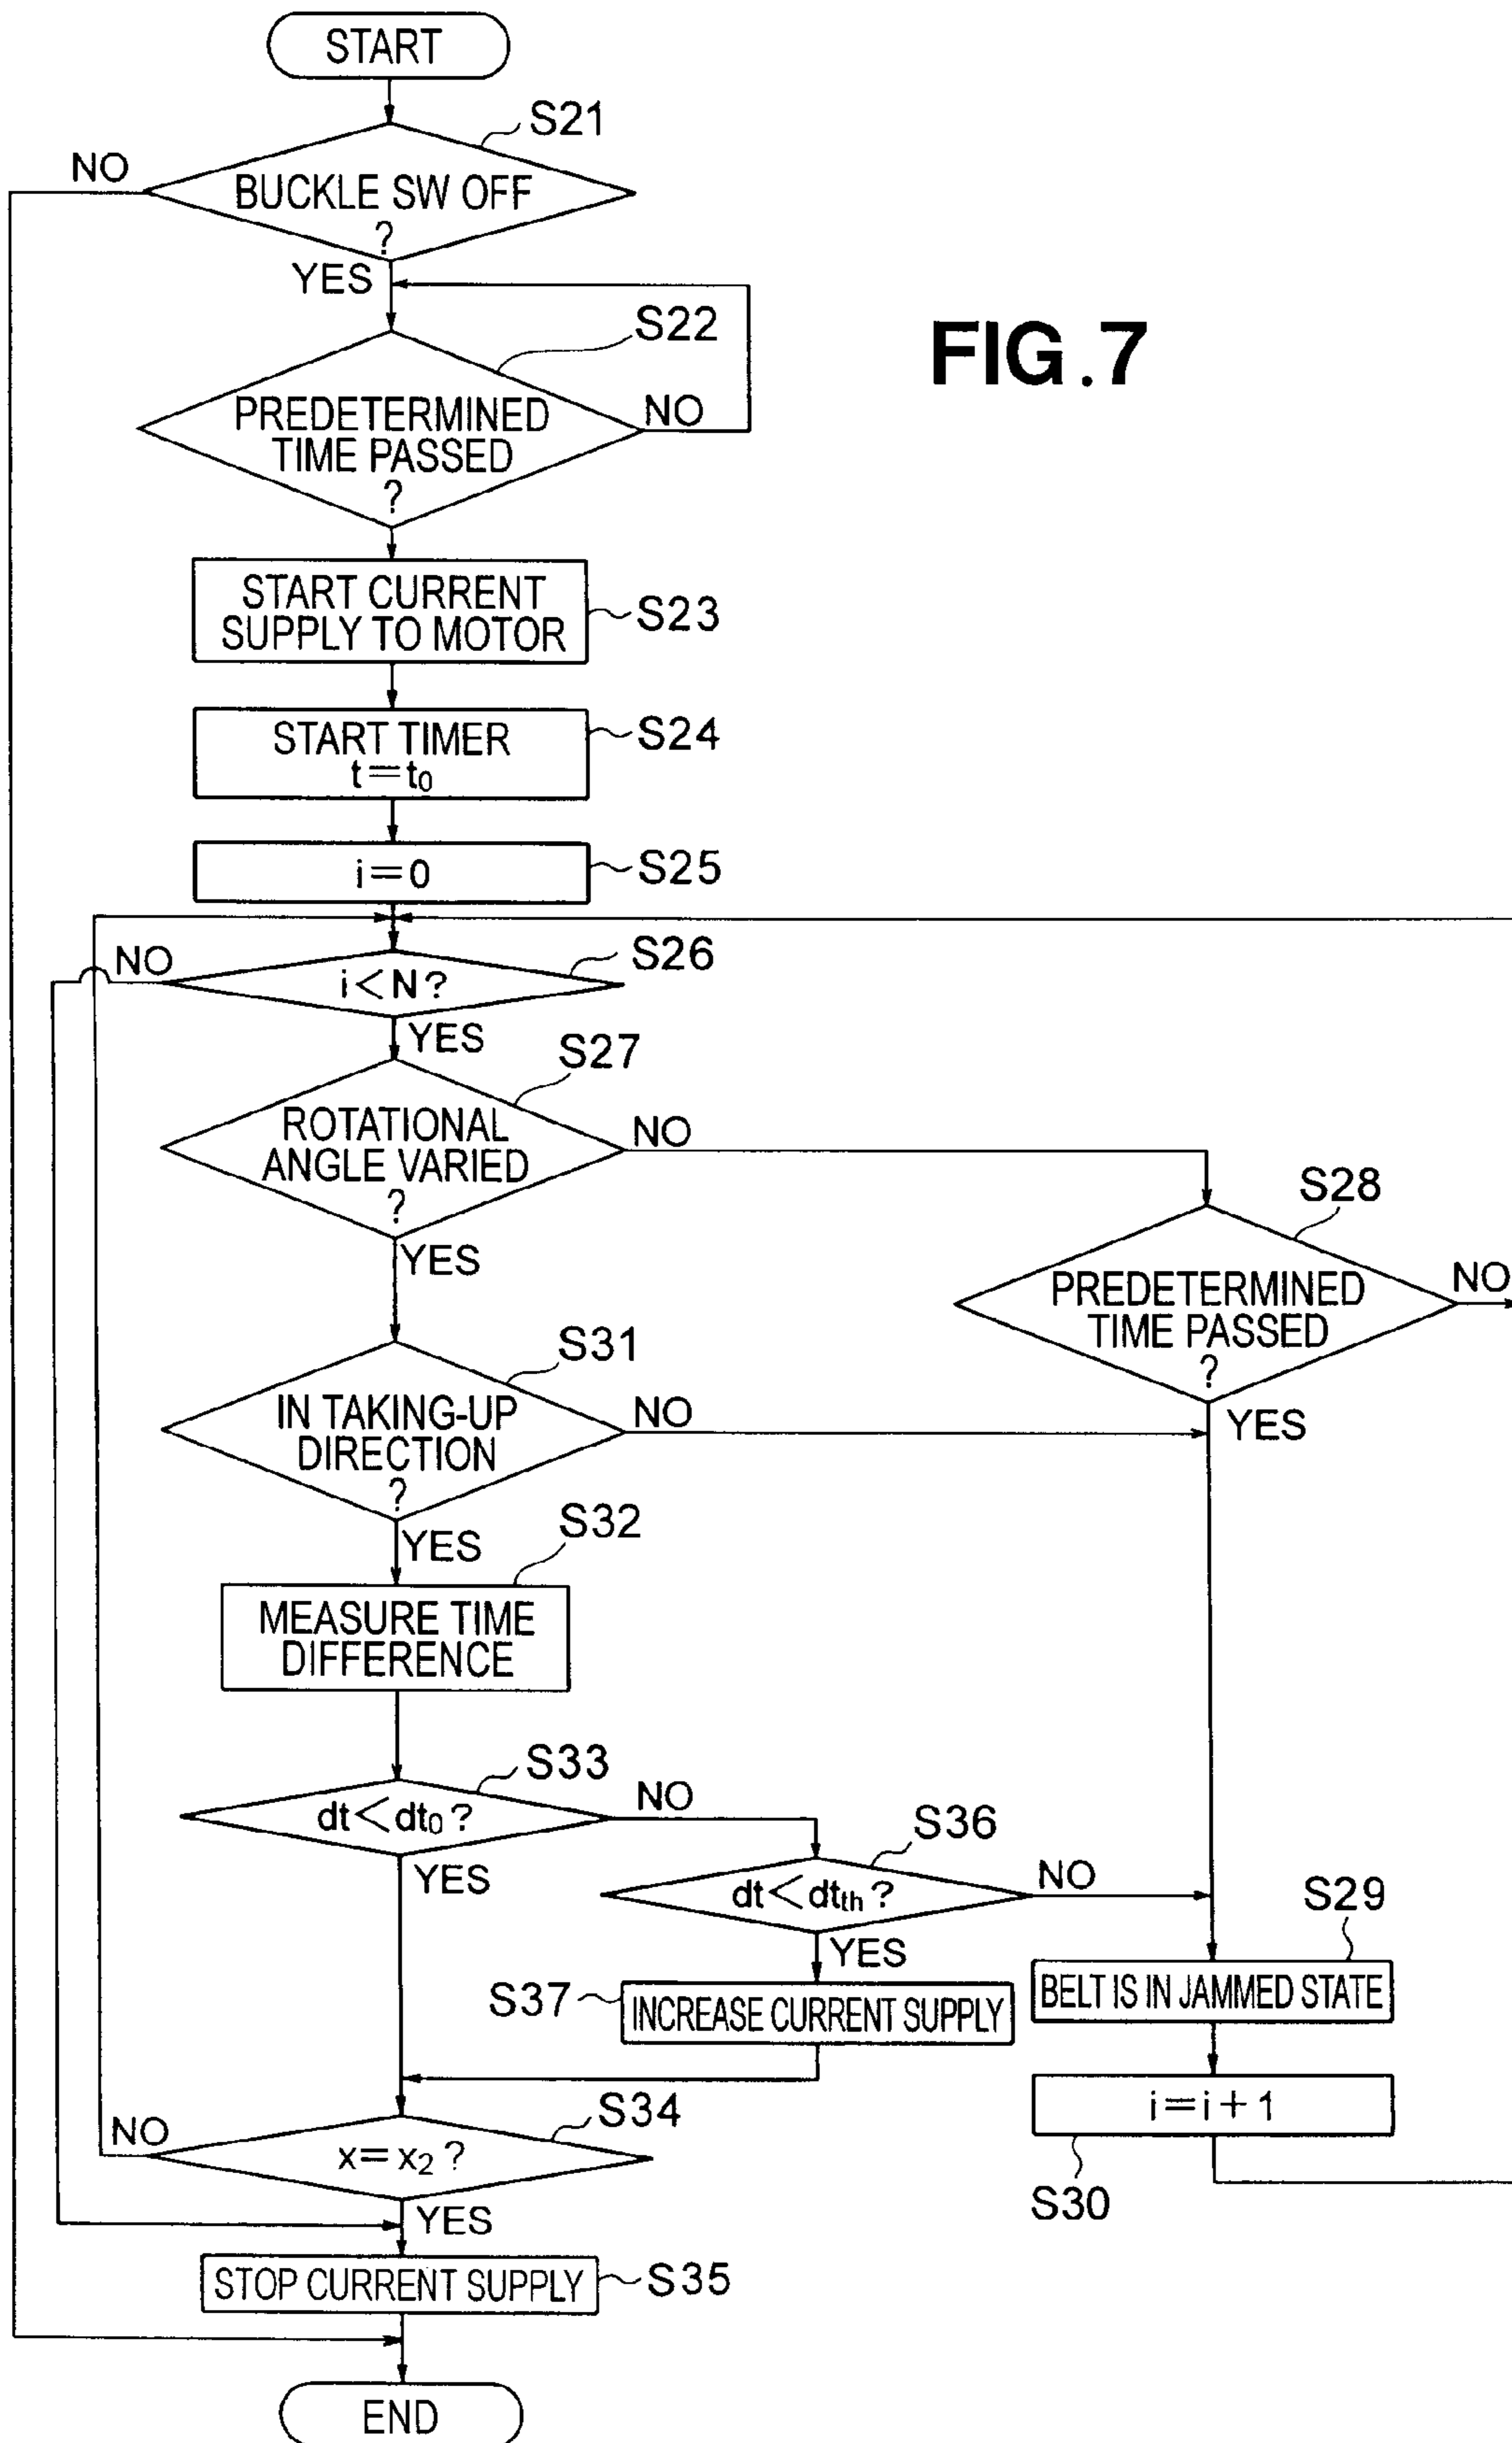 START
S21
NO
BUCKLE SW OFF
?
YES
S22
FIG.7
PREDETERMINED
TIME PASSED
?
NO
START CURRENT
SUPPLY TO MOTOR
S23
START TIMER
t=t₀
S24
i=0
S25
NO
S26
i<N?
YES
S27
ROTATIONAL
ANGLE VARIED
?
NO
YES
S28
PREDETERMINED
TIME PASSED
?
NO
YES
S31
IN TAKING-UP
DIRECTION
?
NO
YES
S32
MEASURE TIME
DIFFERENCE
S33
dt<dt₀?
NO
YES
S36
dt<dtth?
NO
YES
S29
BELT IS IN JAMMED STATE
S37
INCREASE CURRENT SUPPLY
i=i+1
S30
S34
NO
x=x₂?
YES
STOP CURRENT SUPPLY
S35
END